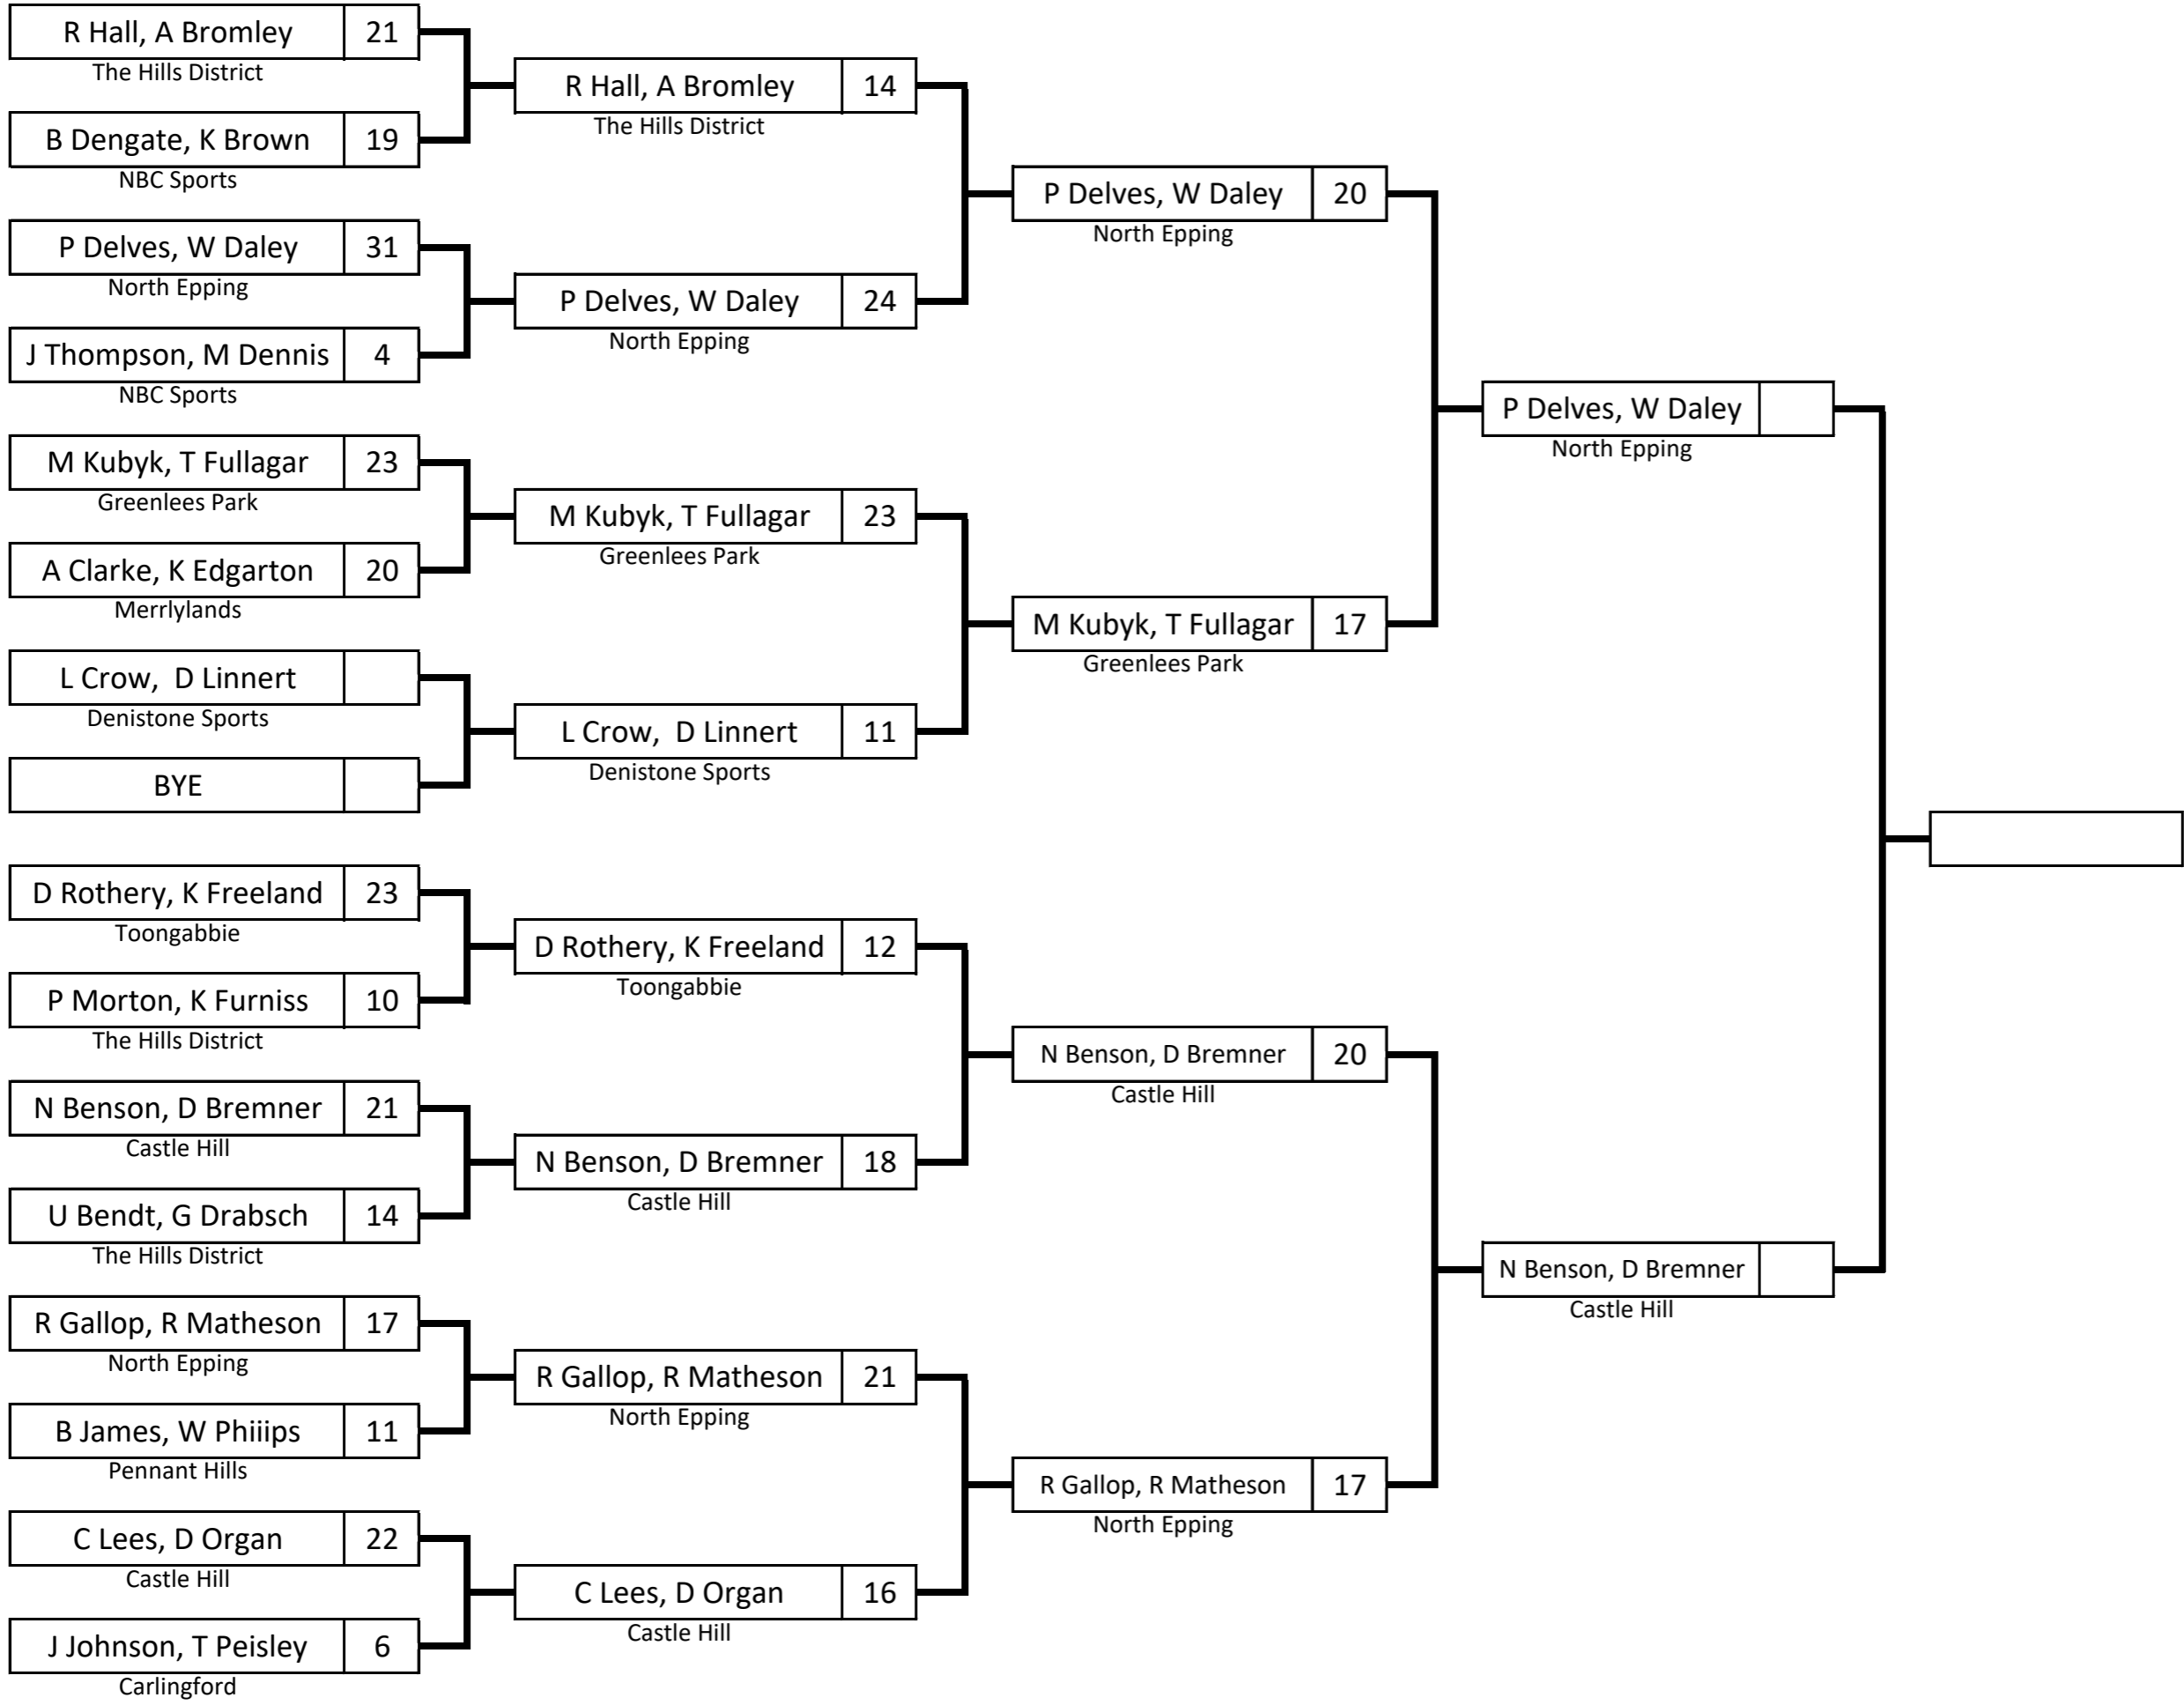 R Hall, A Bromley 21
The Hills District
B Dengate, K Brown 19
NBC Sports
P Delves, W Daley 31
North Epping
J Thompson, M Dennis 4
NBC Sports
M Kubyk, T Fullagar 23
Greenlees Park
A Clarke, K Edgarton 20
Merrlylands
L Crow,  D Linnert
Denistone Sports
BYE
D Rothery, K Freeland 23
Toongabbie
P Morton, K Furniss 10
The Hills District
N Benson, D Bremner 21
Castle Hill
U Bendt, G Drabsch 14
The Hills District
R Gallop, R Matheson 17
North Epping
B James, W Phiiips 11
Pennant Hills
C Lees, D Organ 22
Castle Hill
J Johnson, T Peisley 6
Carlingford
R Hall, A Bromley 14
The Hills District
P Delves, W Daley 24
North Epping
M Kubyk, T Fullagar 23
Greenlees Park
L Crow,  D Linnert 11
Denistone Sports
D Rothery, K Freeland 12
Toongabbie
N Benson, D Bremner 18
Castle Hill
R Gallop, R Matheson 21
North Epping
C Lees, D Organ 16
Castle Hill
P Delves, W Daley 20
North Epping
M Kubyk, T Fullagar 17
Greenlees Park
N Benson, D Bremner 20
Castle Hill
R Gallop, R Matheson 17
North Epping
P Delves, W Daley
North Epping
N Benson, D Bremner
Castle Hill